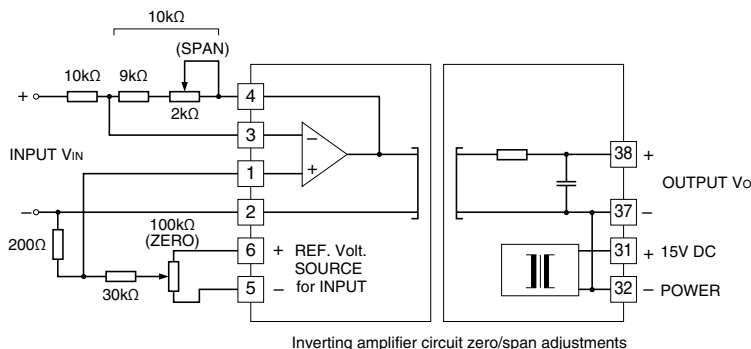 10kΩ
(SPAN)
10kΩ 9kΩ
2kΩ
+
4
3
−
INPUT VIN
1
+
−
2
200Ω
100kΩ
(ZERO)
6 + REF. Volt.
SOURCE
5 − for INPUT
30kΩ
38 +
OUTPUT Vo
37 −
31 + 15V DC
32 − POWER
Inverting amplifier circuit zero/span adjustments